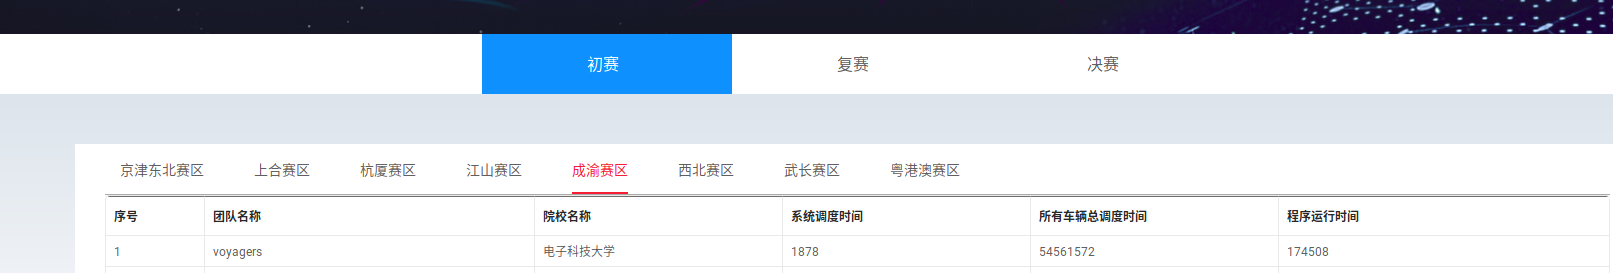 初赛 复赛 决赛
京津东北赛区 上合赛区 杭厦赛区 江山赛区 成渝赛区 西北赛区 武长赛区 粤港澳赛区
序号 团队名称 院校名称 系统调度时间 所有车辆总调度时间 程序运行时间
1 voyagers 电子科技大学 1878 54561572 174508